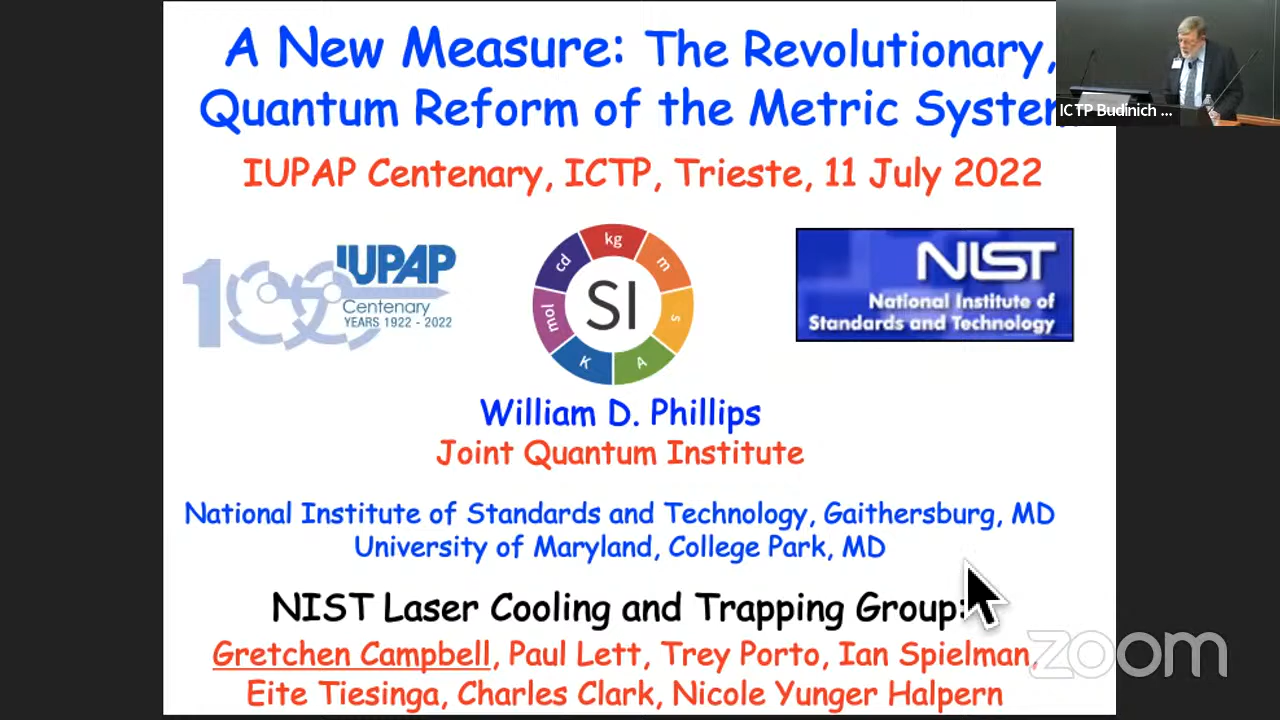 A New Measure: The Revolutionary,
Quantum Reform of the Metric System
ICTP Budinich ...
IUPAP Centenary, ICTP, Trieste, 11 July 2022
100 IUPAP
Centenary
YEARS 1922 - 2022
kg
m
s
A
K
mol
cd
SI
NIST
National Institute of
Standards and Technology
William D. Phillips
Joint Quantum Institute
National Institute of Standards and Technology, Gaithersburg, MD
University of Maryland, College Park, MD
NIST Laser Cooling and Trapping Group:
Gretchen Campbell, Paul Lett, Trey Porto, Ian Spielman,
Eite Tiesinga, Charles Clark, Nicole Yunger Halpern
zoom